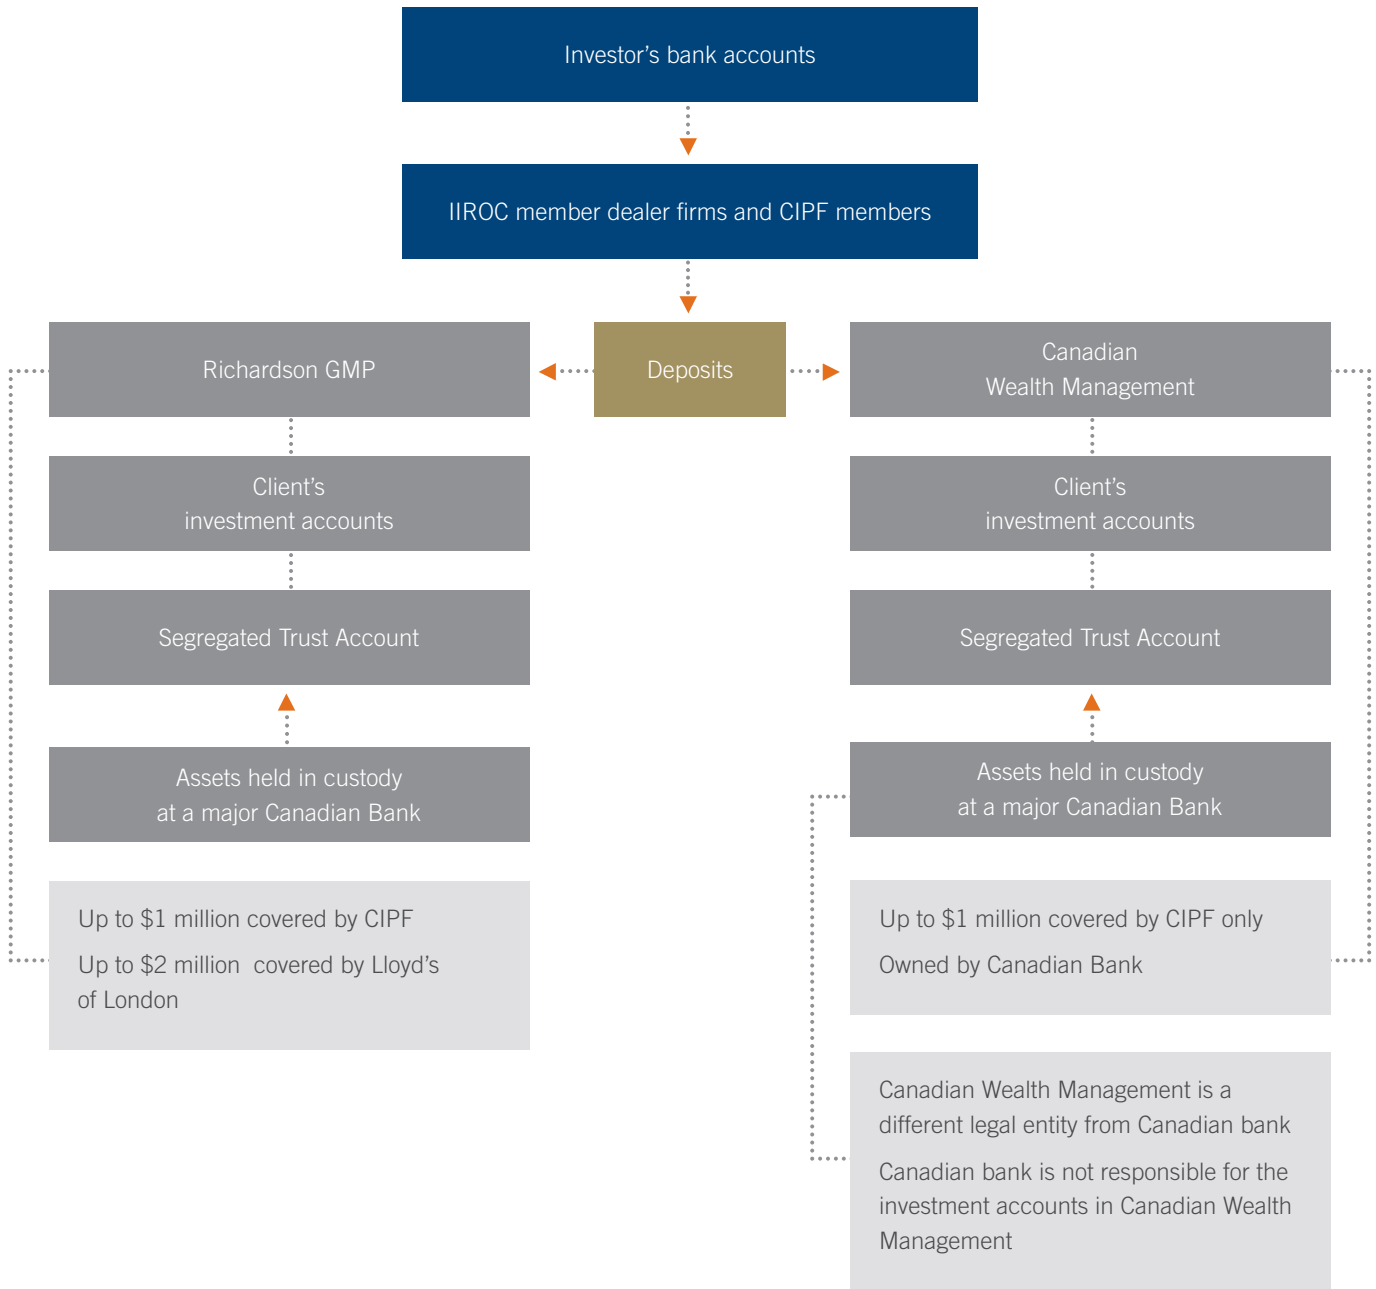 Investor’s bank accounts
IIROC member dealer firms and CIPF members
Richardson GMP
Deposits
Canadian
Wealth Management
Client’s
investment accounts
Client’s
investment accounts
Segregated Trust Account
Segregated Trust Account
Assets held in custody
at a major Canadian Bank
Assets held in custody
at a major Canadian Bank
Up to $1 million covered by CIPF
Up to $2 million  covered by Lloyd’s
of London
Up to $1 million covered by CIPF only
Owned by Canadian Bank
Canadian Wealth Management is a
different legal entity from Canadian bank
Canadian bank is not responsible for the
investment accounts in Canadian Wealth
Management